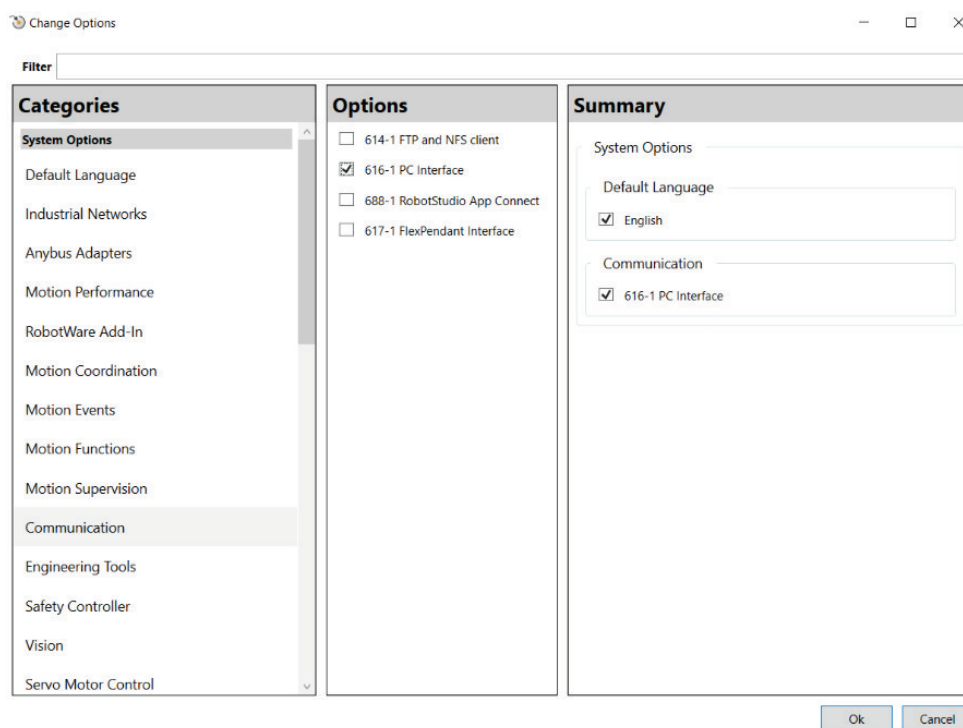 Change Options
Filter
Categories
System Options
Default Language
Industrial Networks
Anybus Adapters
Motion Performance
RobotWare Add-In
Motion Coordination
Motion Events
Motion Functions
Motion Supervision
Communication
Engineering Tools
Safety Controller
Vision
Servo Motor Control
Options
614-1 FTP and NFS client
616-1 PC Interface
688-1 RobotStudio App Connect
617-1 FlexPendant Interface
Summary
System Options
Default Language
English
Communication
616-1 PC Interface
Ok
Cancel